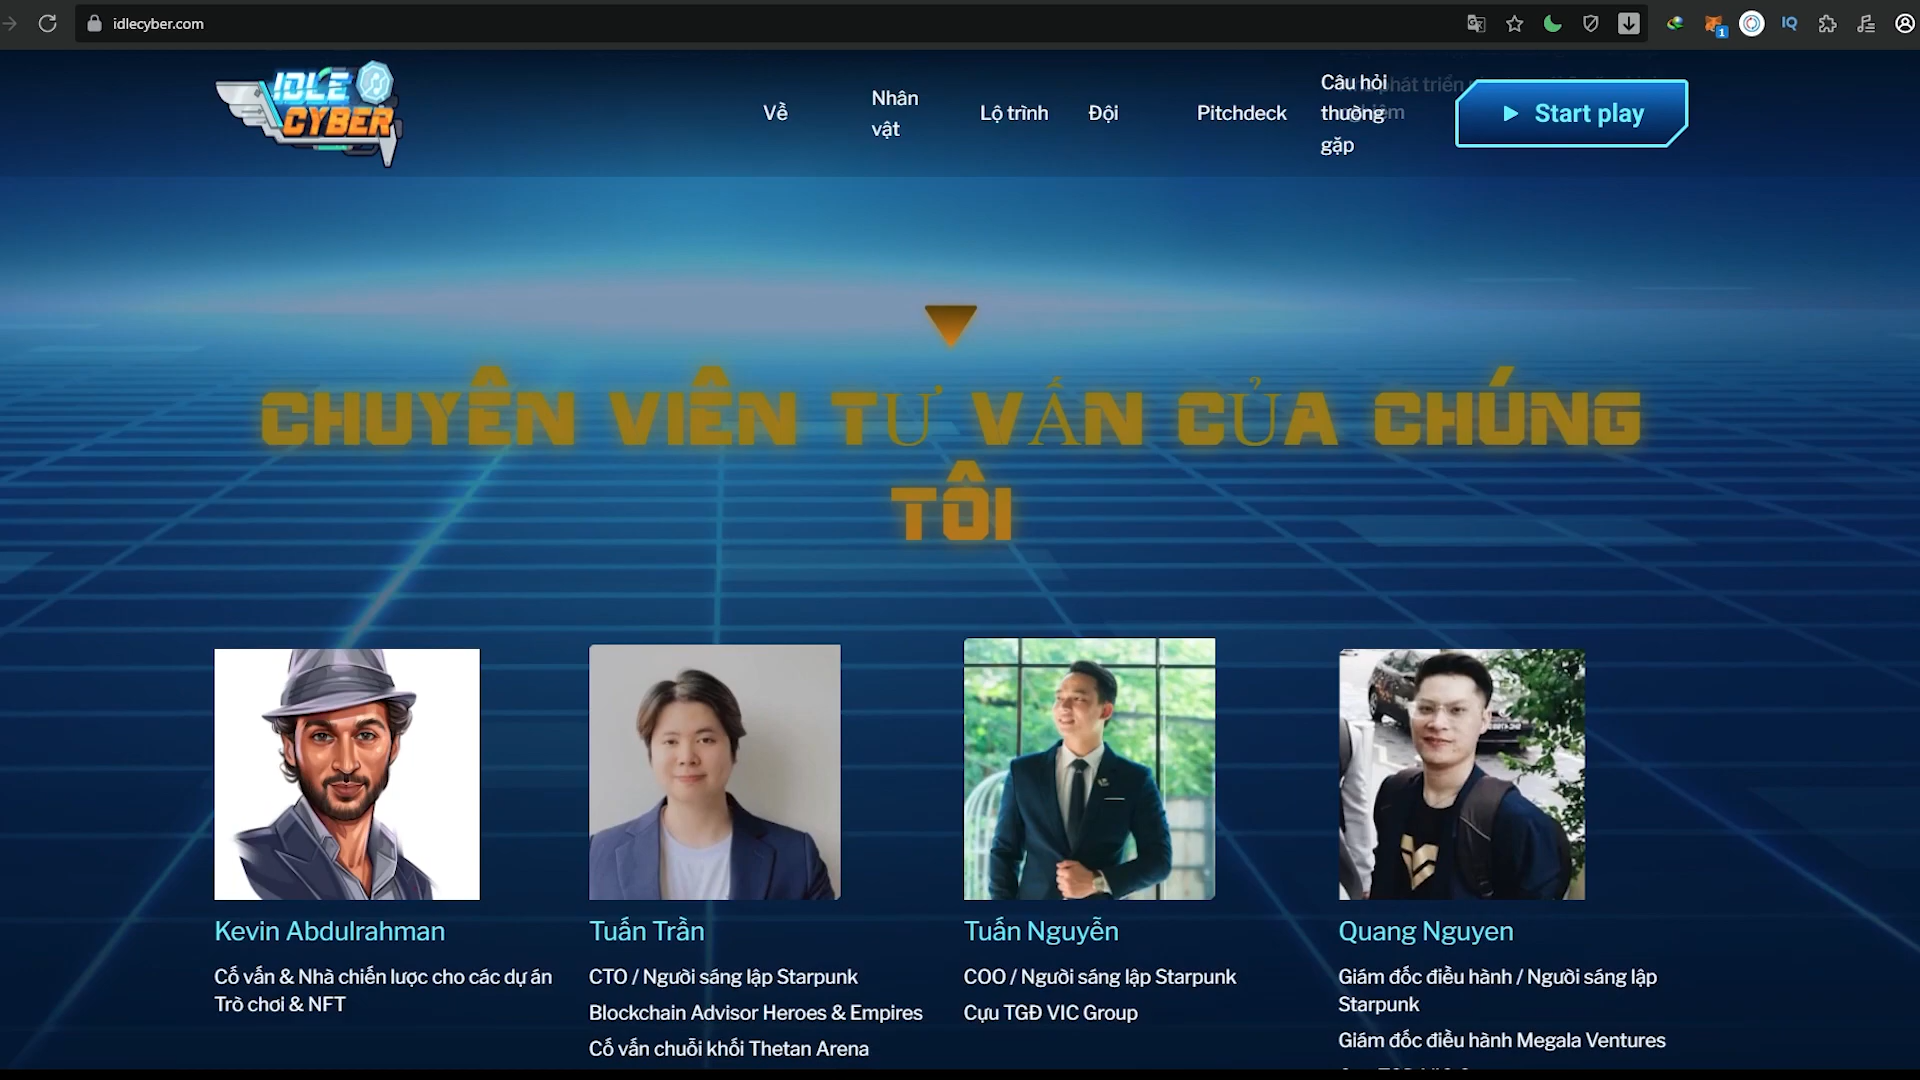 idlecyber.com
1
IQ
IDLE
CYBER
Về
Nhân
vật
Lộ trình
Đội
Pitchdeck
Câu hỏi
thường
gặp
phát triển
Start play
CHUYÊN VIÊN TƯ VẤN CỦA CHÚNG
TÔI
Kevin Abdulrahman
Cố vấn & Nhà chiến lược cho các dự án
Trò chơi & NFT
Tuấn Trần
CTO / Người sáng lập Starpunk
Blockchain Advisor Heroes & Empires
Cố vấn chuỗi khối Thetan Arena
Tuấn Nguyễn
COO / Người sáng lập Starpunk
Cựu TGĐ VIC Group
Quang Nguyen
Giám đốc điều hành / Người sáng lập
Starpunk
Giám đốc điều hành Megala Ventures